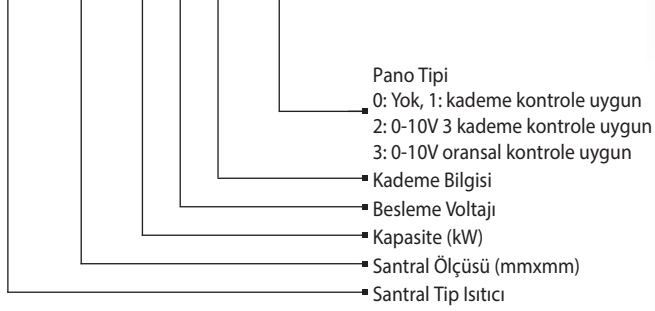 Pano Tipi
0: Yok, 1: kademe kontrole uygun
2: 0-10V 3 kademe kontrole uygun
3: 0-10V oransal kontrole uygun
Kademe Bilgisi
Besleme Voltajı
Kapasite (kW)
Santral Ölçüsü (mmxmm)
Santral Tip Isıtıcı